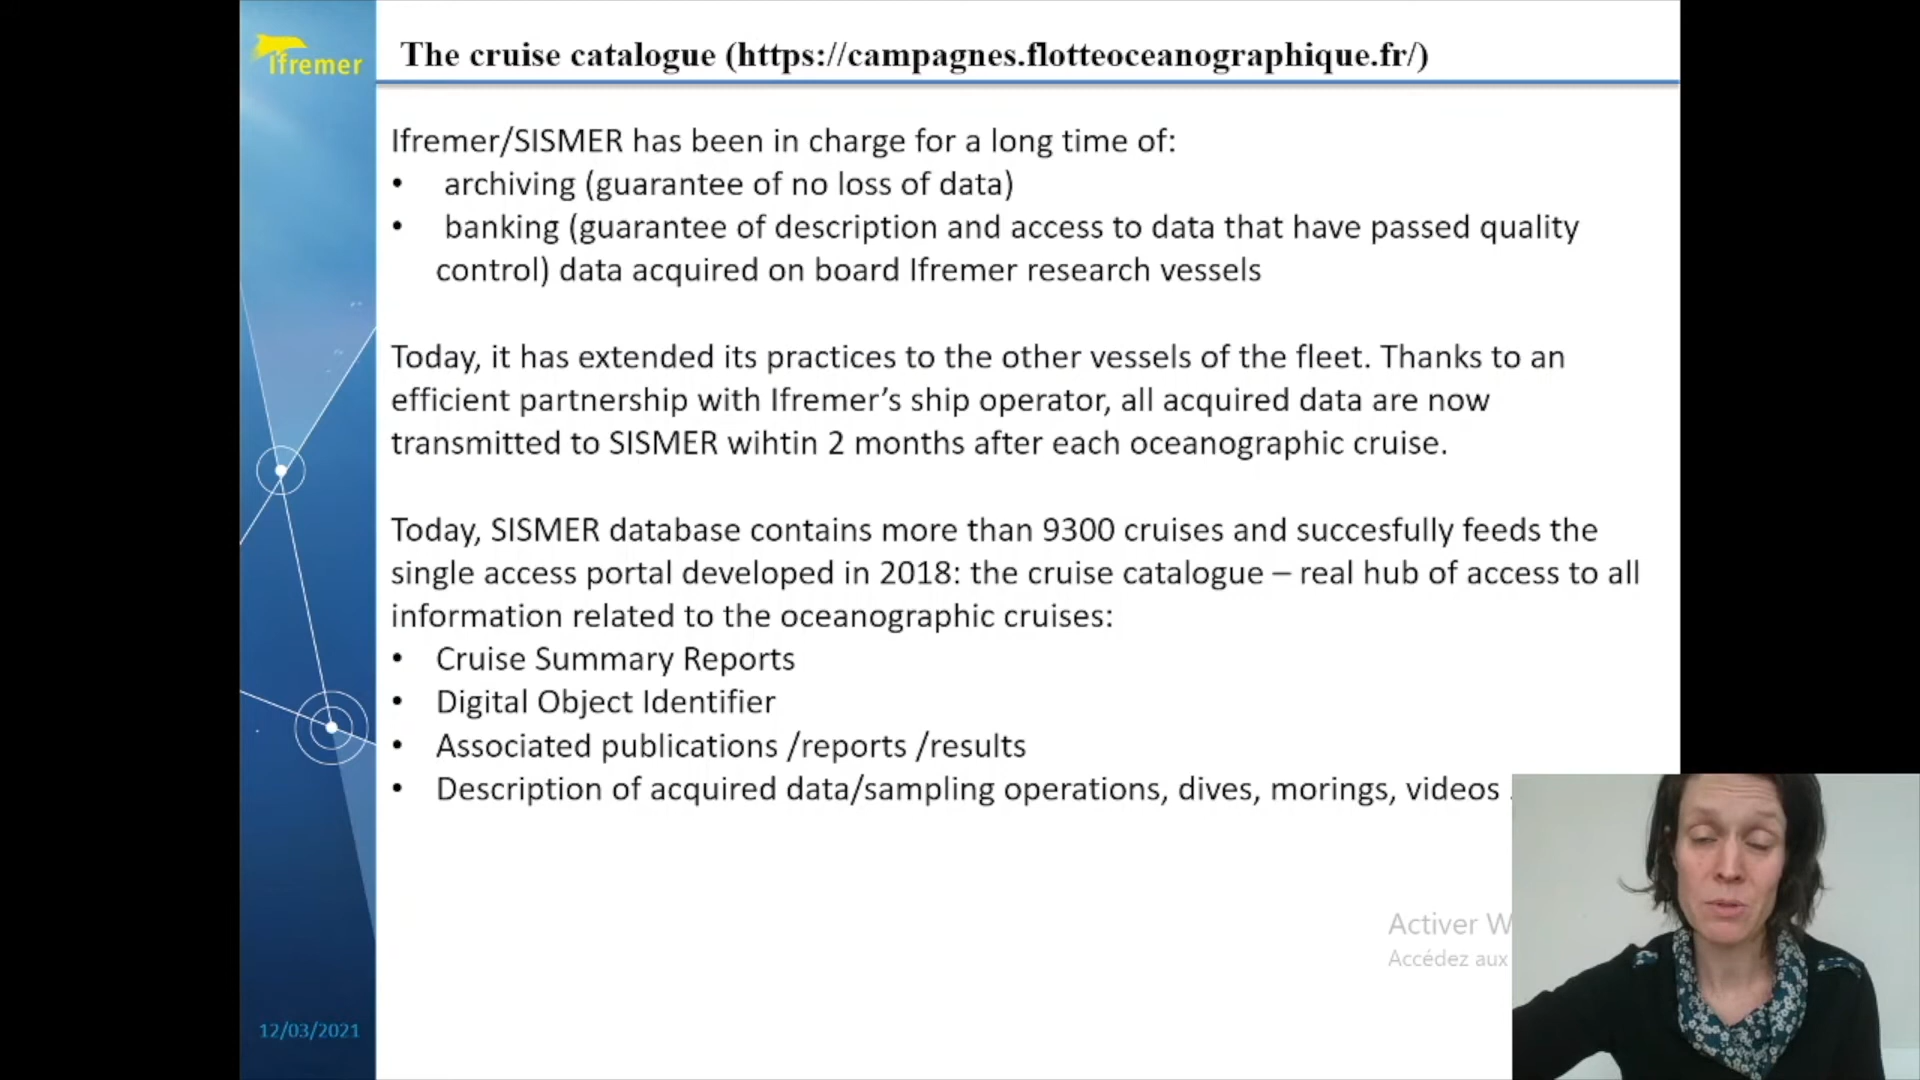 Ifremer
The cruise catalogue (https://campagnes.flotteoceanographique.fr/)
Ifremer/SISMER has been in charge for a long time of:
• archiving (guarantee of no loss of data)
• banking (guarantee of description and access to data that have passed quality
control) data acquired on board Ifremer research vessels
Today, it has extended its practices to the other vessels of the fleet. Thanks to an
efficient partnership with Ifremer’s ship operator, all acquired data are now
transmitted to SISMER wihtin 2 months after each oceanographic cruise.
Today, SISMER database contains more than 9300 cruises and succesfully feeds the
single access portal developed in 2018: the cruise catalogue – real hub of access to all
information related to the oceanographic cruises:
• Cruise Summary Reports
• Digital Object Identifier
• Associated publications /reports /results
• Description of acquired data/sampling operations, dives, morings, videos
Activer W
Accédez aux
12/03/2021